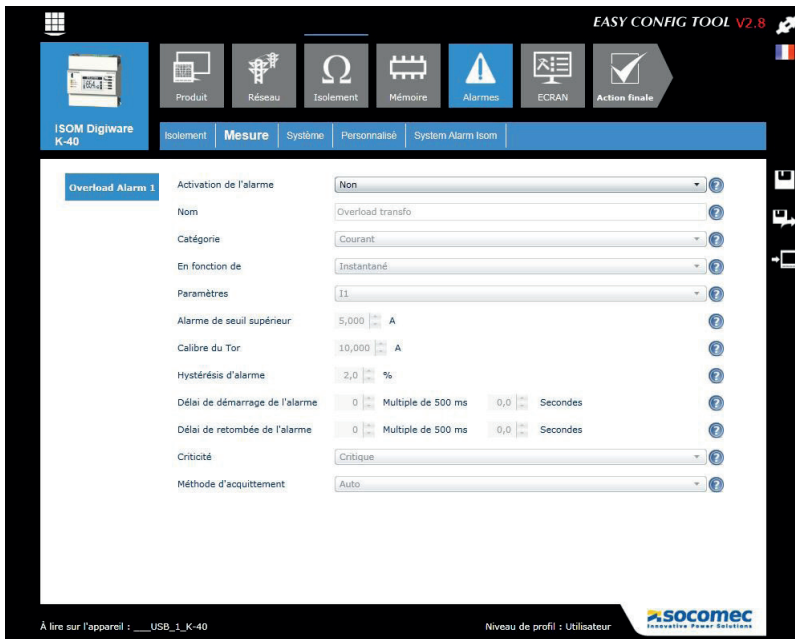 EASY CONFIG TOOL V2.8
Produit
Réseau
Isolement
Mémoire
Alarmes
ECRAN
Action finale
ISOM Digiware
K-40
Isolement
Mesure
Système
Personnalisé
System Alarm Isom
Overload Alarm 1
Activation de l'alarme Non
Nom Overload transfo
Catégorie Courant
En fonction de Instantané
Paramètres I1
Alarme de seuil supérieur 5,000 A
Calibre du Tor 10,000 A
Hystérésis d'alarme 2,0 %
Délai de démarrage de l'alarme 0 Multiple de 500 ms 0,0 Secondes
Délai de retombée de l'alarme 0 Multiple de 500 ms 0,0 Secondes
Criticité Critique
Méthode d'acquittement Auto
À lire sur l'appareil : ___USB_1_K-40
Niveau de profil : Utilisateur
socomec
Innovative Power Solutions